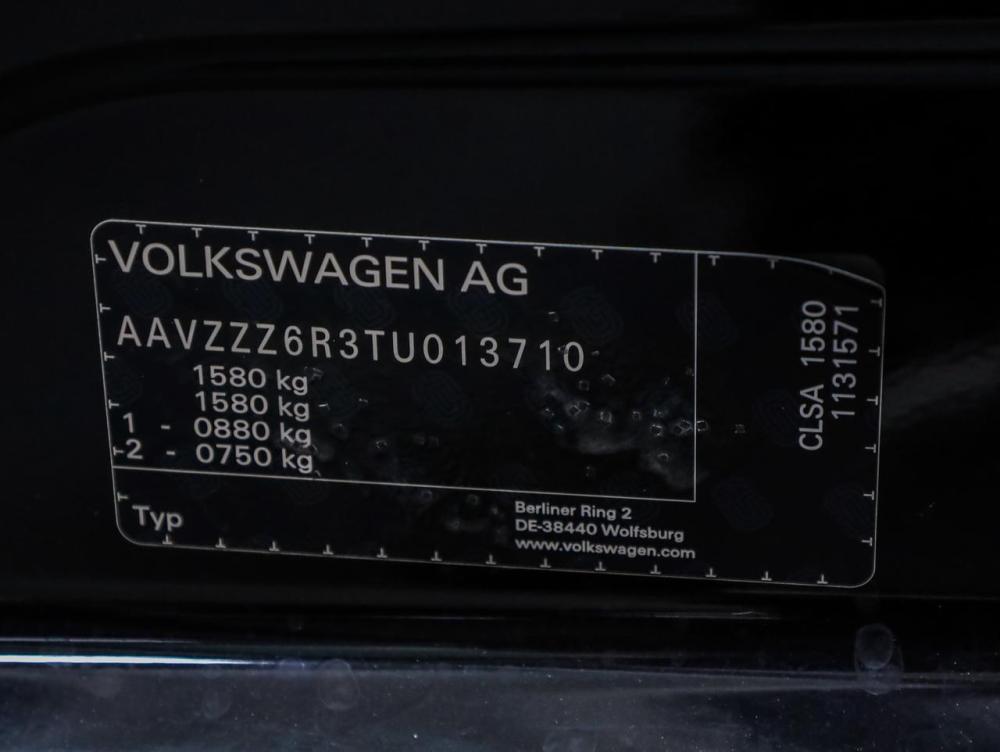 VOLKSWAGEN AG
AAVZZZ6R3TU013710
1580 kg
1580 kg
1 - 0880 kg
2 - 0750 kg
Typ
Berliner Ring 2
DE-38440 Wolfsburg
www.volkswagen.com
CLSA 1580
1131571